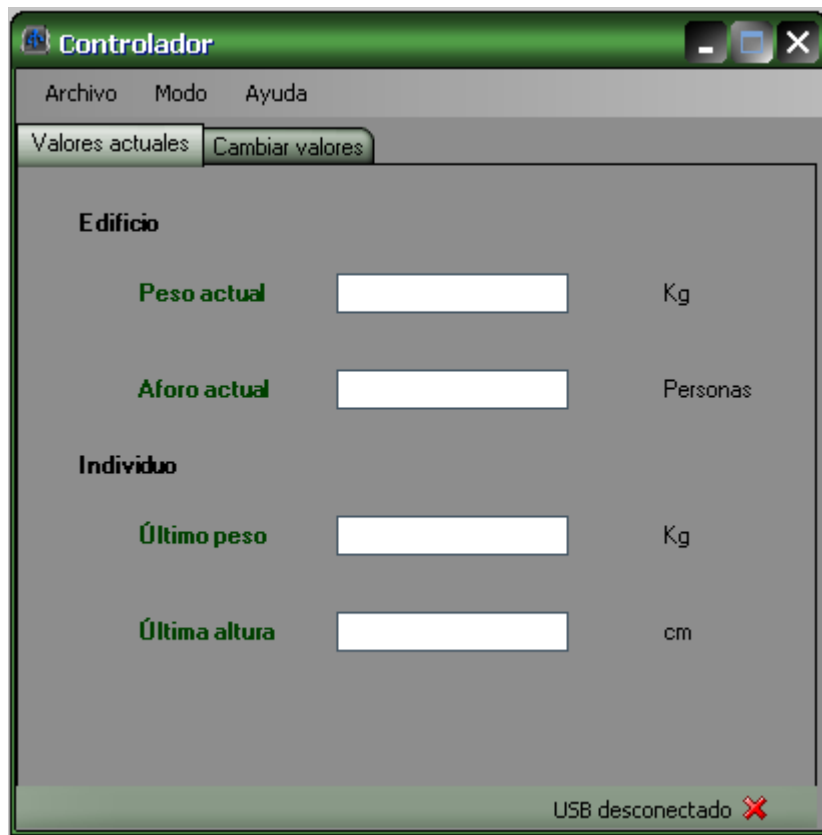 Controlador
Archivo Modo Ayuda
Valores actuales Cambiar valores
Edificio
Peso actual Kg
Aforo actual Personas
Individuo
Último peso Kg
Última altura cm
USB desconectado